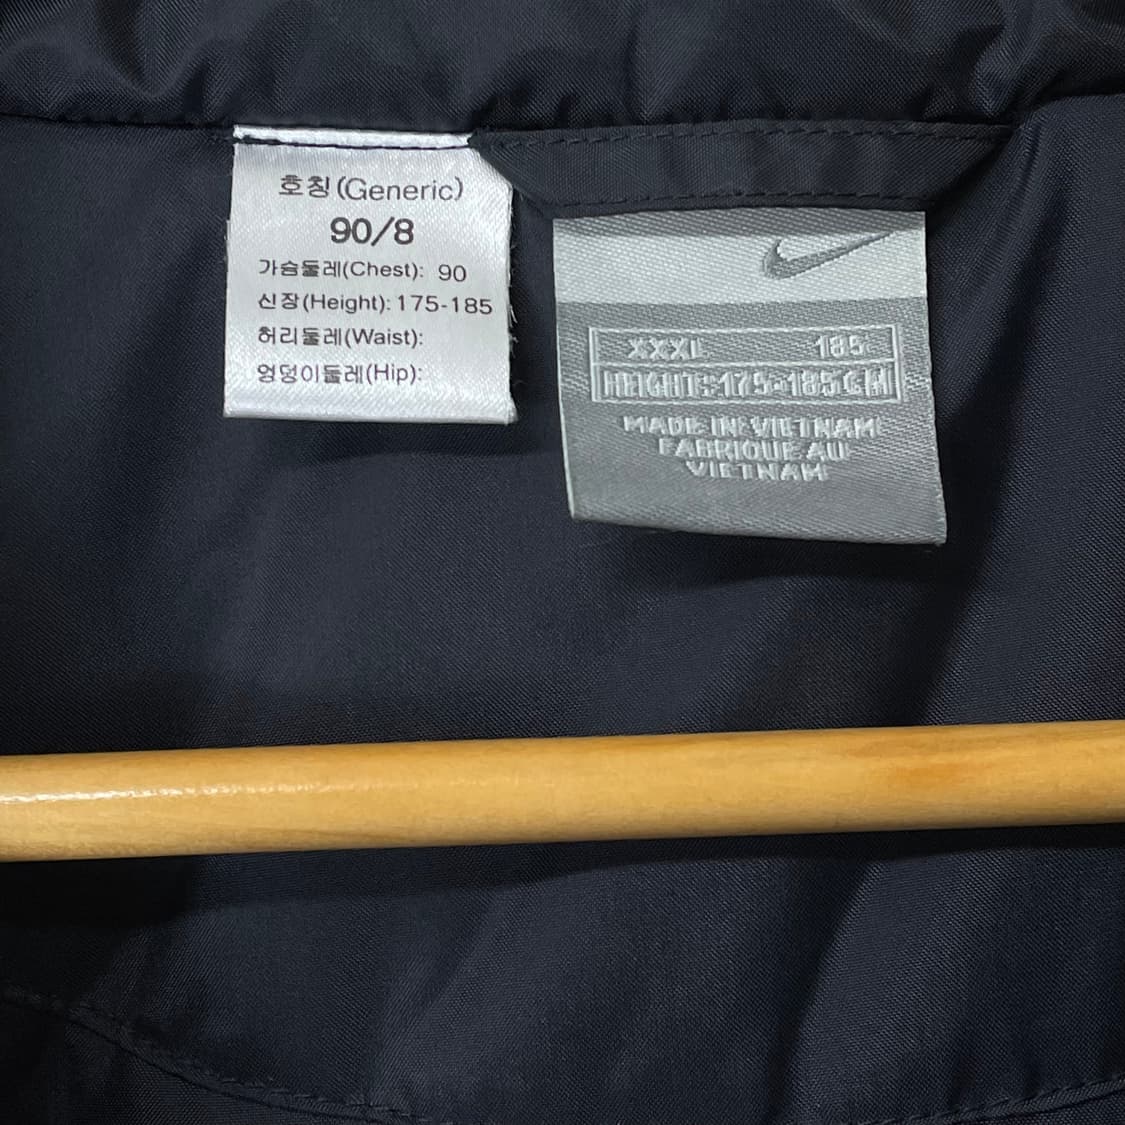 호칭(Generic)
90/8
가슴둘레(Chest): 90
신장(Height):175-185
허리둘레(Waist):
엉덩이둘레(Hip):
XXXL 185
HEIGHT:175-185CM
MADE IN VIETNAM
FABRIQUE AU
VIETNAM